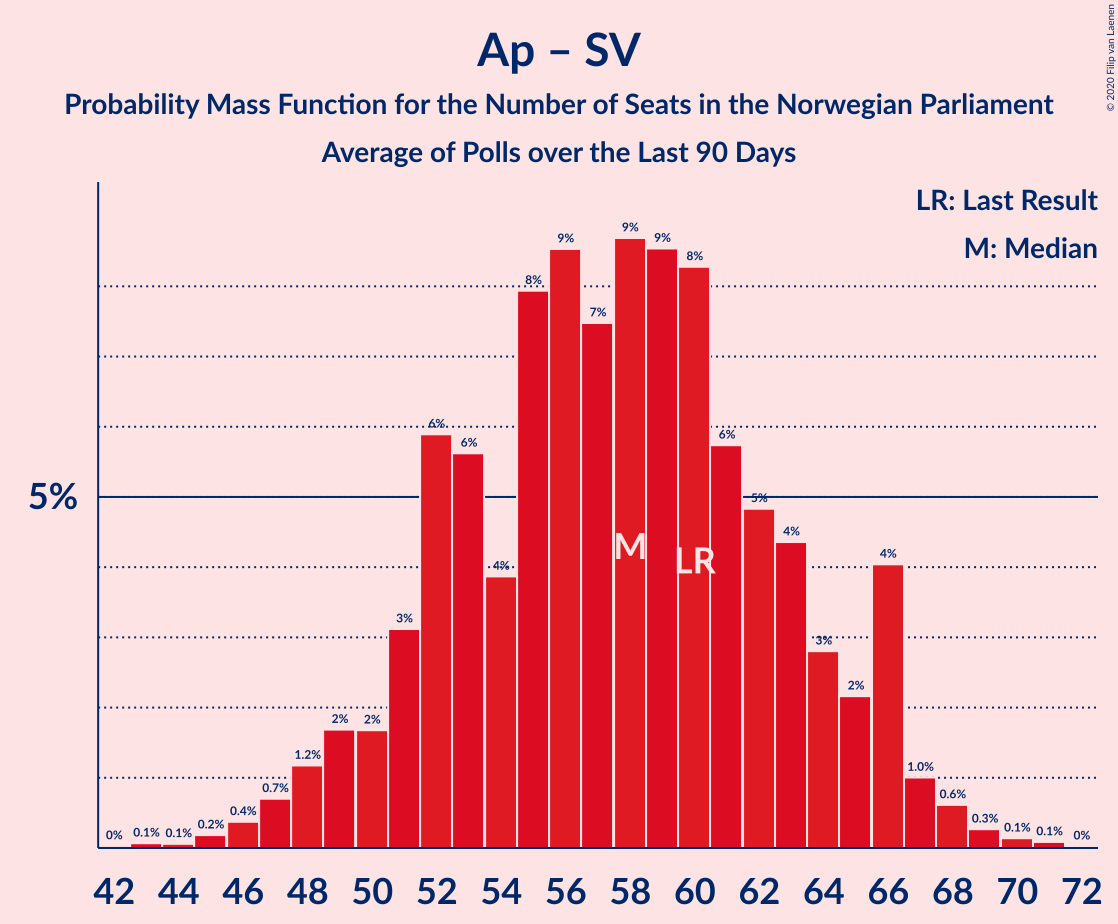 Ap – SV
Probability Mass Function for the Number of Seats in the Norwegian Parliament
Average of Polls over the Last 90 Days
© 2020 Filip van Laenen
LR: Last Result
M: Median
5%
0% 0.1% 0.1% 0.2% 0.4% 0.7% 1.2% 2% 2% 3% 6% 6% 4% 8% 9% 7% 9% 9% 8% 6% 5% 4% 3% 2% 4% 1.0% 0.6% 0.3% 0.1% 0.1% 0%
M LR
42 44 46 48 50 52 54 56 58 60 62 64 66 68 70 72